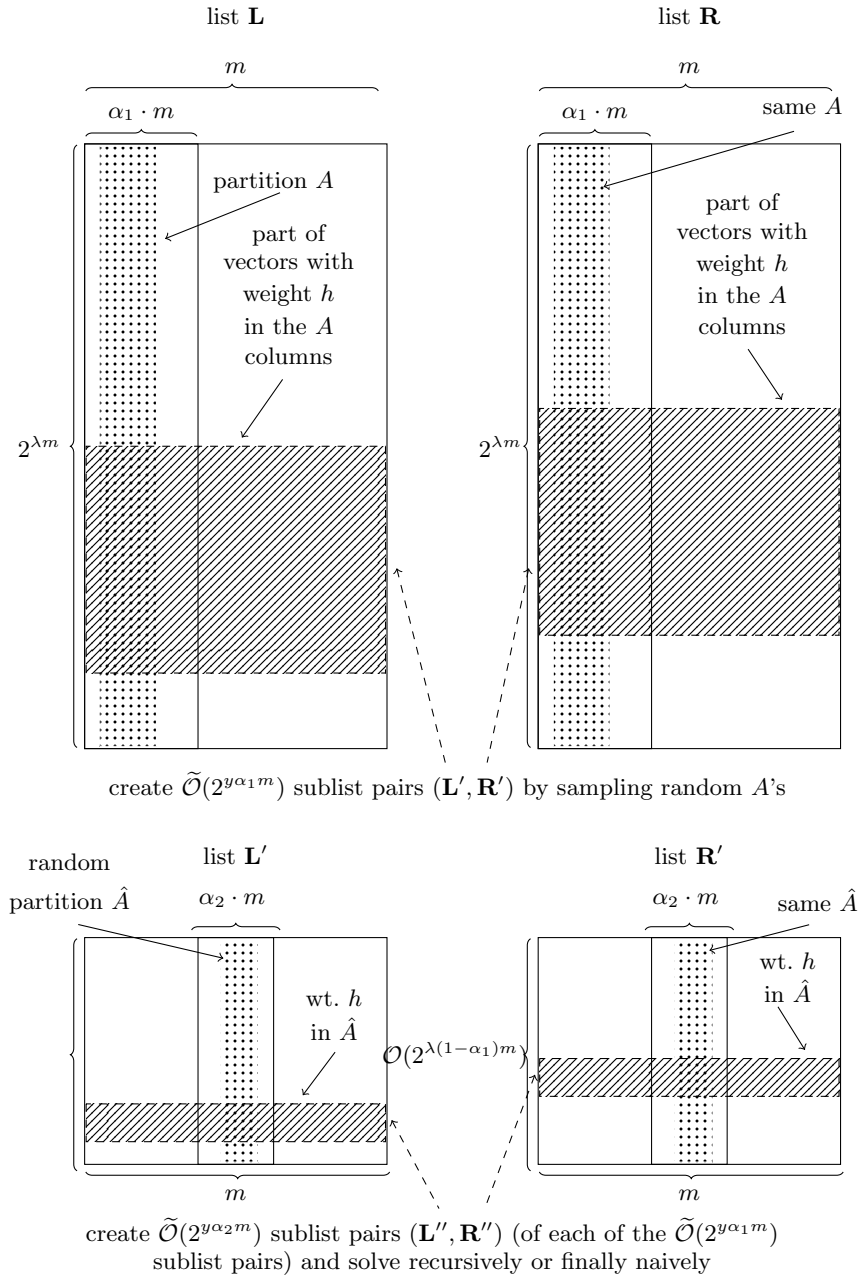 list L
list R
m
m
α₁ · m
α₁ · m
same A
partition A
part of
vectors with
weight h
in the A
columns
part of
vectors with
weight h
in the A
columns
2^{λm}
2^{λm}
create Õ(2^{yα₁m}) sublist pairs (L′, R′) by sampling random A's
list L′
list R′
random
partition Â
α₂ · m
α₂ · m
same Â
wt. h
in Â
wt. h
in Â
O(2^{λ(1−α₁)m})
m
m
create Õ(2^{yα₂m}) sublist pairs (L″, R″) (of each of the Õ(2^{yα₁m})
sublist pairs) and solve recursively or finally naively